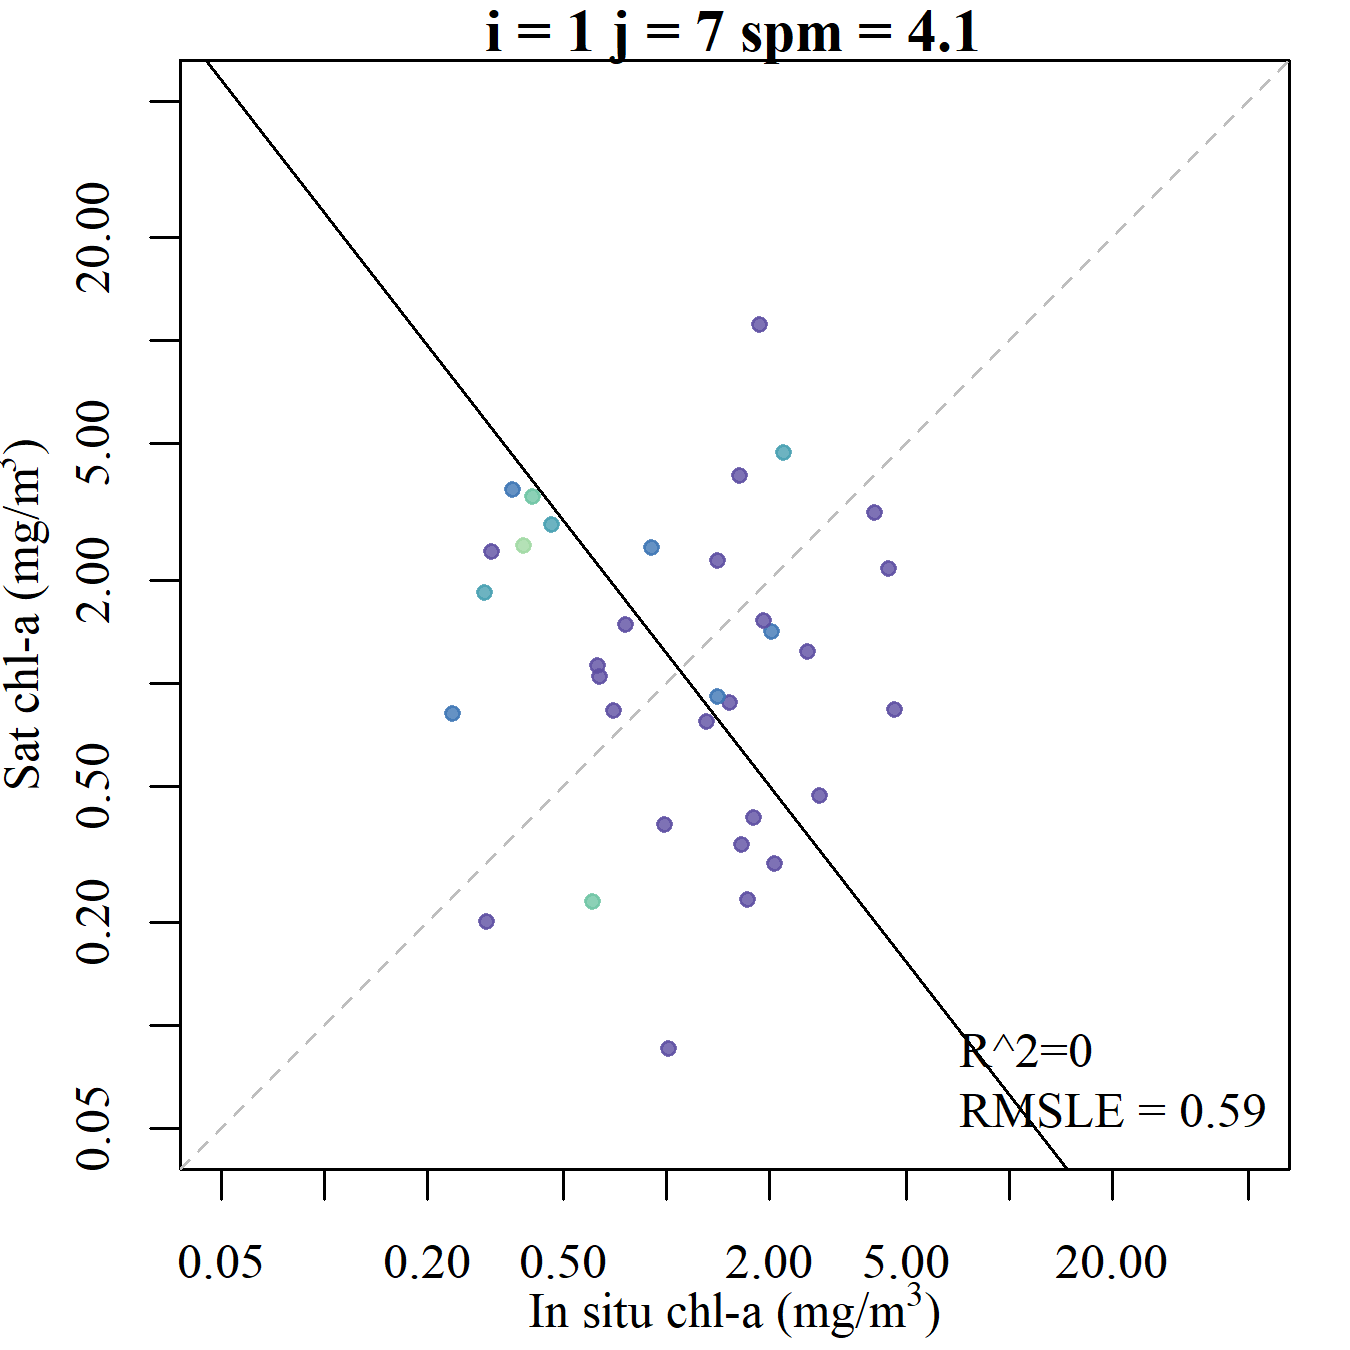 i = 1 j = 7 spm = 4.1
Sat chl-a (mg/m³)
20.00
5.00
2.00
0.50
0.20
0.05
R^2=0
RMSLE = 0.59
0.05 0.20 0.50 2.00 5.00 20.00
In situ chl-a (mg/m³)